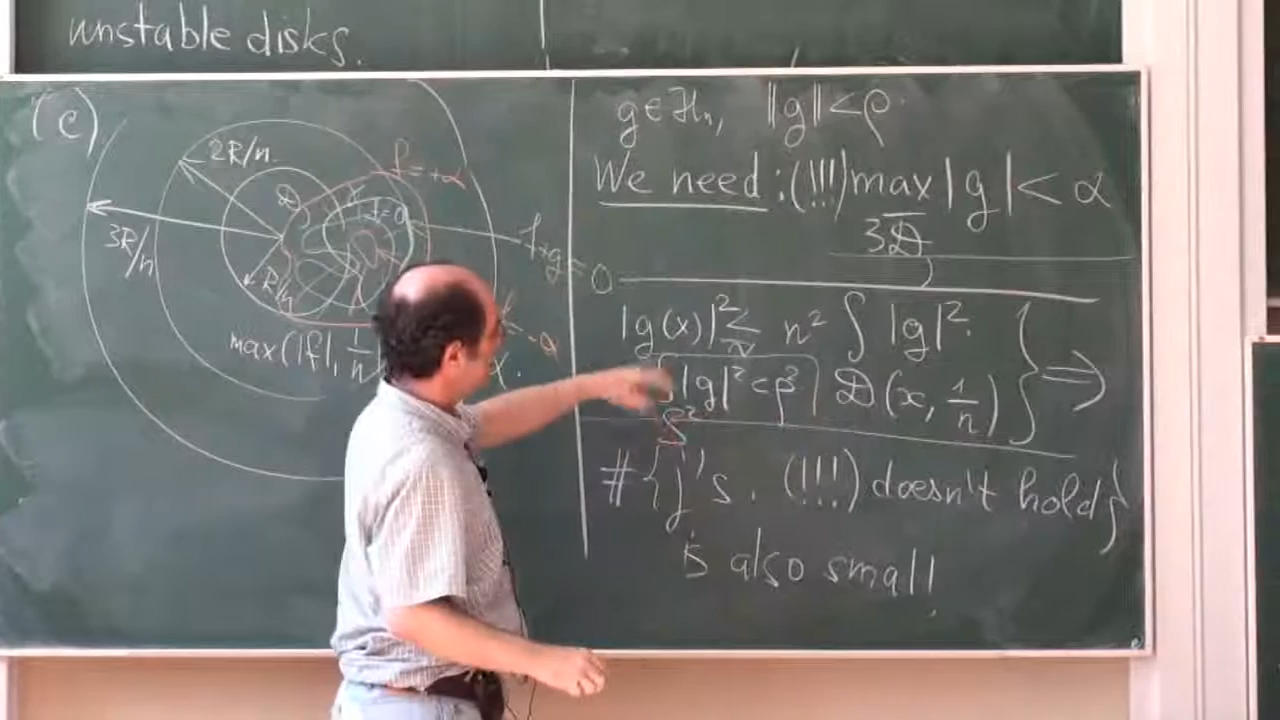 unstable disks.
(e)
2R/n
3R/n
R/n
D
f=+α
f=0
f+g=0
-α
max(|f|, 1/n
α.
g∈ℋₙ, ‖g‖<ρ.
We need: (!!!) max |g| < α
3D̄
|g(x)|² ≲ n² ∫ |g|².
∫|g|²<ρ² D(x, 1/n) } ⇒
S²
#{j's. (!!!) doesn't hold}
is also small!